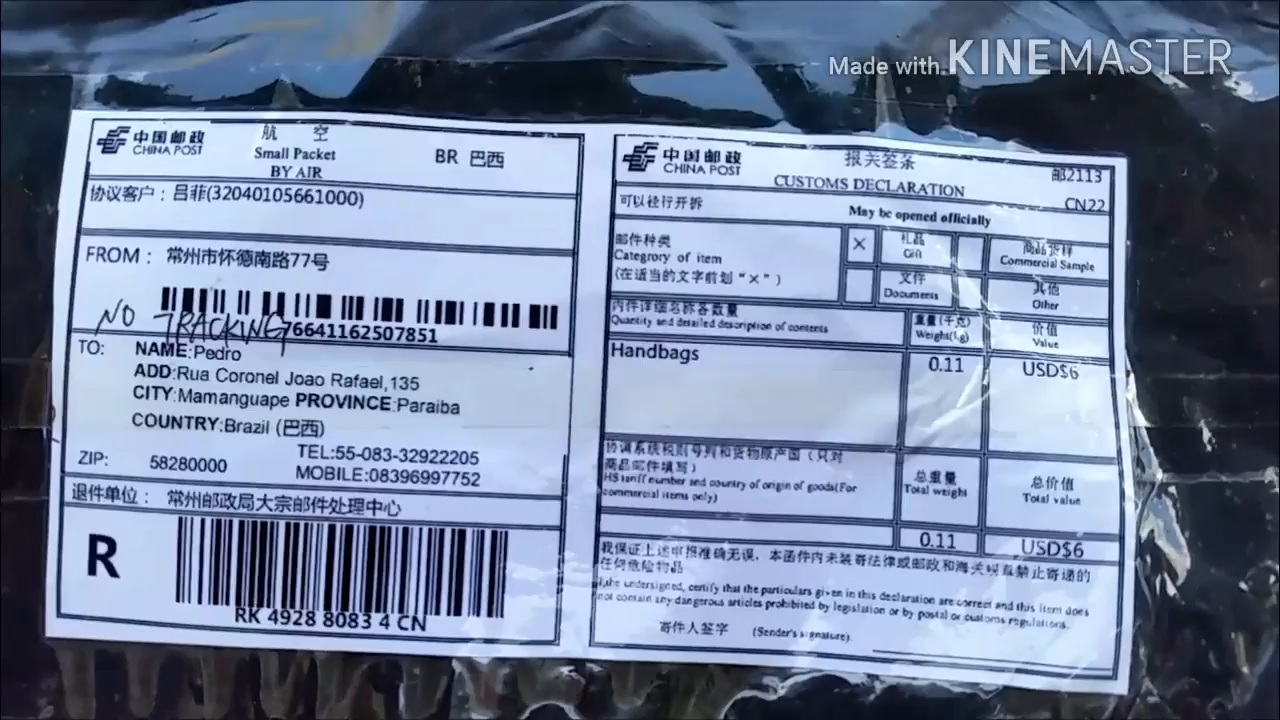 Made with KINEMASTER
中国邮政
CHINA POST
航 空
Small Packet
BY AIR
BR 巴西
协议客户：吕菲(32040105661000)
FROM： 常州市怀德南路77号
NO TRACKING
76641162507851
TO:
NAME:Pedro
ADD:Rua Coronel Joao Rafael,135
CITY:Mamanguape PROVINCE:Paraiba
COUNTRY:Brazil (巴西)
TEL:55-083-32922205
ZIP: 58280000
MOBILE:08396997752
退件单位： 常州邮政局大宗邮件处理中心
R
RK 4928 8083 4 CN
中国邮政
CHINA POST
报关签条
CUSTOMS DECLARATION
邮2113
CN22
可以径行开拆
May be opened officially
邮件种类
Categrory of item
(在适当的文字前划“×”)
×
礼品
Gift
商品货样
Commercial Sample
文件
Documents
其他
Other
内件详细名称各数量
Quantity and detailed description of contents
重量(千克)
Weight(kg)
价值
Value
Handbags
0.11
USD$6
协调系统税则号列和货物原产国（只对
商品邮件填写）
HS tariff number and country of origin of goods(For
commercial items only)
总重量
Total weight
总价值
Total value
0.11
USD$6
我保证上述申报准确无误，本函件内未装寄法律或邮政和海关规章禁止寄递的
任何危险物品
I,the undersigned, certify that the particulars given in this declaration are correct and this item does
not contain any dangerous articles prohibited by legislation or by postal or customs regulations.
寄件人签字 (Sender's signature)